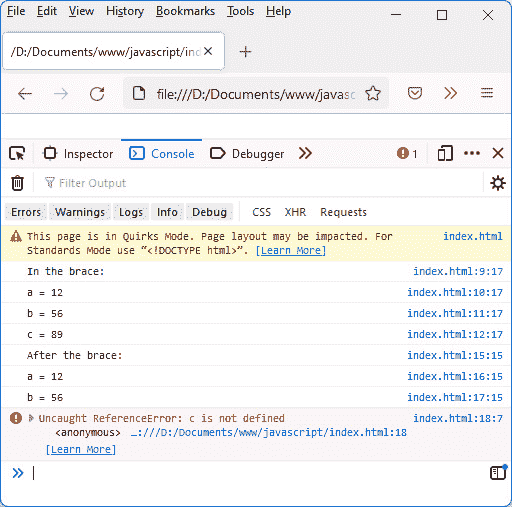 File Edit View History Bookmarks Tools Help
/D:/Documents/www/javascript/ind
file:///D:/Documents/www/javasc
Inspector Console Debugger 1
Filter Output
Errors Warnings Logs Info Debug CSS XHR Requests
This page is in Quirks Mode. Page layout may be impacted. For index.html
Standards Mode use “<!DOCTYPE html>”. [Learn More]
In the brace: index.html:9:17
a = 12 index.html:10:17
b = 56 index.html:11:17
c = 89 index.html:12:17
After the brace: index.html:15:15
a = 12 index.html:16:15
b = 56 index.html:17:15
Uncaught ReferenceError: c is not defined index.html:18:7
<anonymous> …:///D:/Documents/www/javascript/index.html:18
[Learn More]